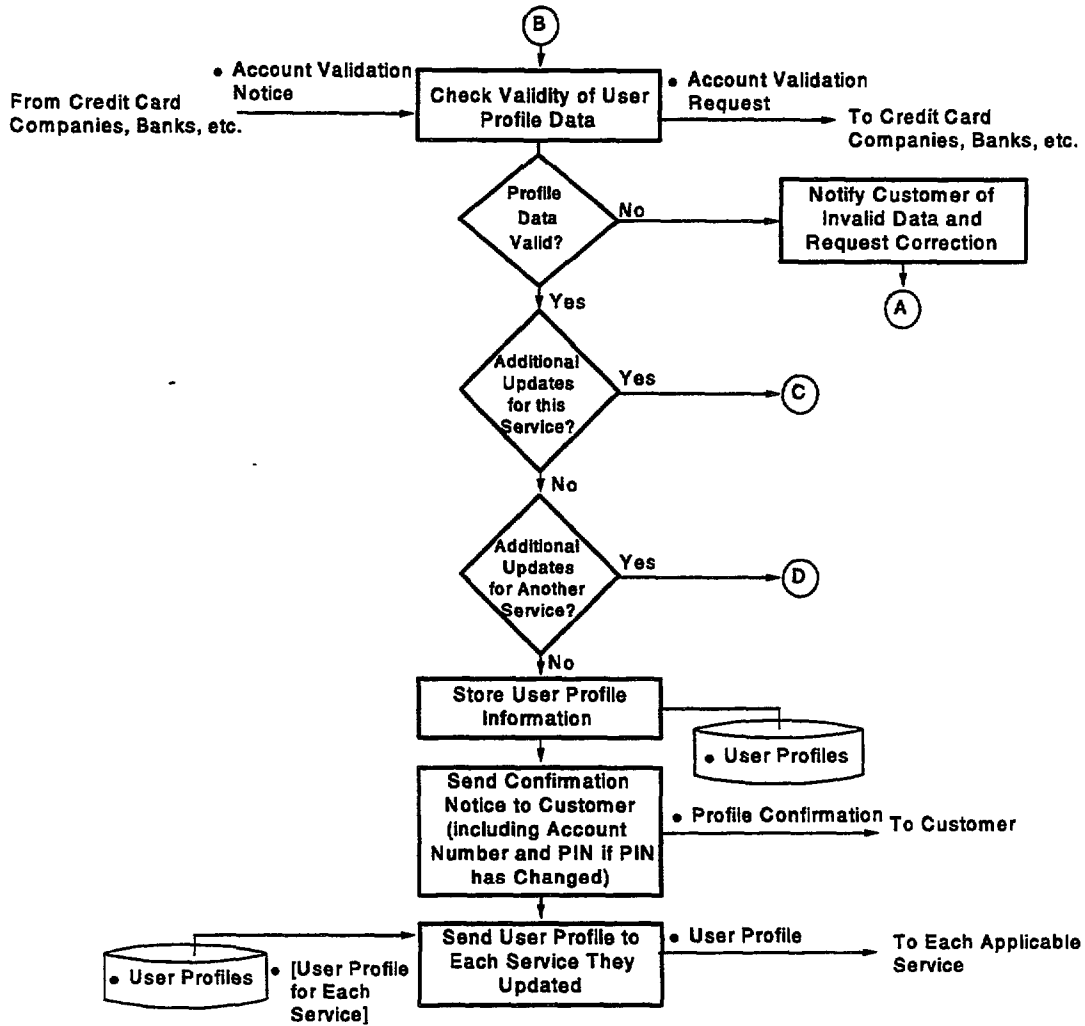 B
• Account Validation
Notice
From Credit Card
Companies, Banks, etc.
Check Validity of User
Profile Data
• Account Validation
Request
To Credit Card
Companies, Banks, etc.
Profile
Data
Valid?
No
Notify Customer of
Invalid Data and
Request Correction
A
Yes
Additional
Updates
for this
Service?
Yes
C
No
Additional
Updates
for Another
Service?
Yes
D
No
Store User Profile
Information
• User Profiles
Send Confirmation
Notice to Customer
(including Account
Number and PIN if PIN
has Changed)
• Profile Confirmation
To Customer
• User Profiles
• [User Profile
for Each
Service]
Send User Profile to
Each Service They
Updated
• User Profile
To Each Applicable
Service